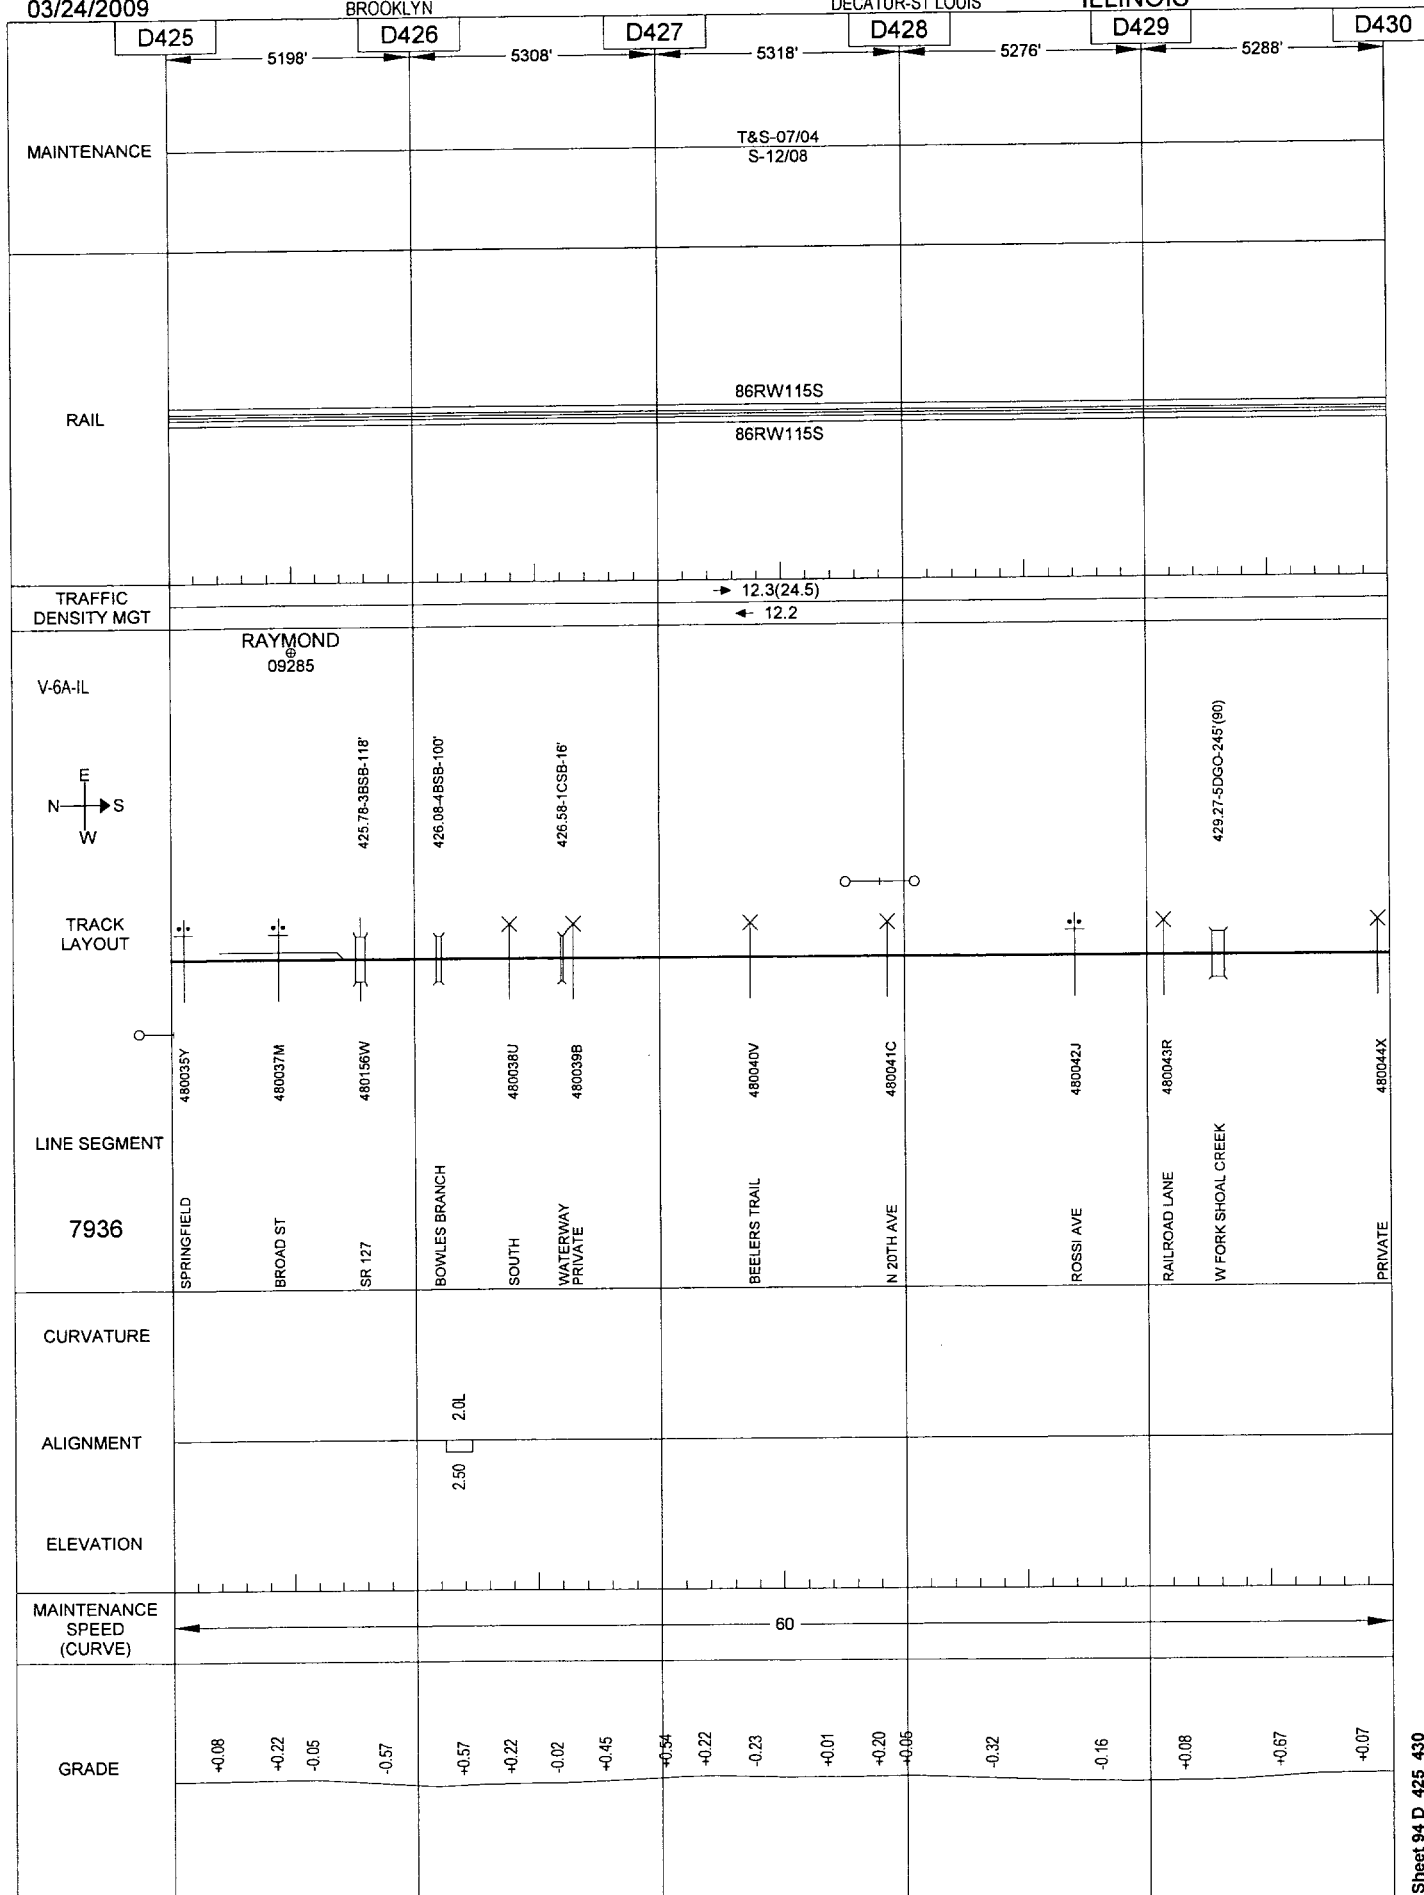 03/24/2009 BROOKLYN DECATUR-ST LOUIS ILLINOIS
D425 D426 D427 D428 D429 D430
5198' 5308' 5318' 5276' 5288'
MAINTENANCE
T&S-07/04
S-12/08
RAIL
86RW115S
86RW115S
TRAFFIC
DENSITY MGT
12.3(24.5)
12.2
RAYMOND
09285
V-6A-IL
E
N S
W
425.78-3BSB-118'
426.08-4BSB-100'
426.58-1CSB-16'
429.27-5DGO-245'(90)
TRACK
LAYOUT
480035Y
480037M
480156W
480038U
480039B
480040V
480041C
480042J
480043R
480044X
LINE SEGMENT
7936
SPRINGFIELD
BROAD ST
SR 127
BOWLES BRANCH
SOUTH
WATERWAY
PRIVATE
BEELERS TRAIL
N 20TH AVE
ROSSI AVE
RAILROAD LANE
W FORK SHOAL CREEK
PRIVATE
CURVATURE
2.0L
ALIGNMENT
2.50
ELEVATION
MAINTENANCE
SPEED
(CURVE)
60
GRADE
+0.08
+0.22
-0.05
-0.57
+0.57
+0.22
-0.02
+0.45
+0.54
+0.22
-0.23
+0.01
+0.20
+0.05
-0.32
-0.16
+0.08
+0.67
+0.07
Sheet 94 D 425 430